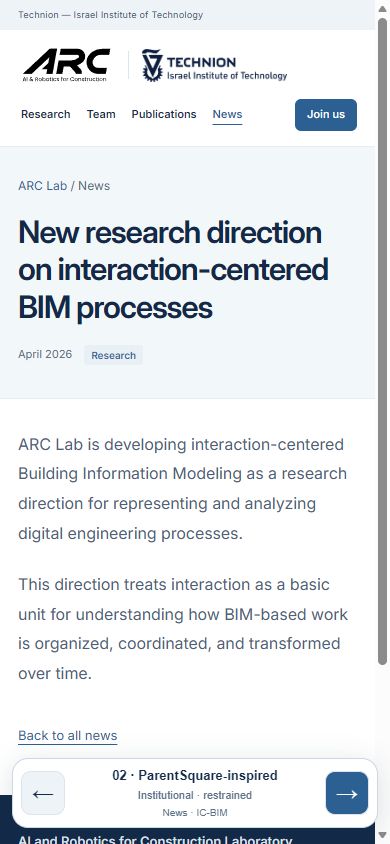 Technion — Israel Institute of Technology
ARC
AI & Robotics for Construction
TECHNION
Israel Institute of Technology
Research Team Publications News Join us
ARC Lab / News
New research direction
on interaction-centered
BIM processes
April 2026 Research
ARC Lab is developing interaction-centered
Building Information Modeling as a research
direction for representing and analyzing
digital engineering processes.
This direction treats interaction as a basic
unit for understanding how BIM-based work
is organized, coordinated, and transformed
over time.
Back to all news
← 02 · ParentSquare-inspired →
Institutional · restrained
News · IC-BIM
AI and Robotics for Construction Laboratory